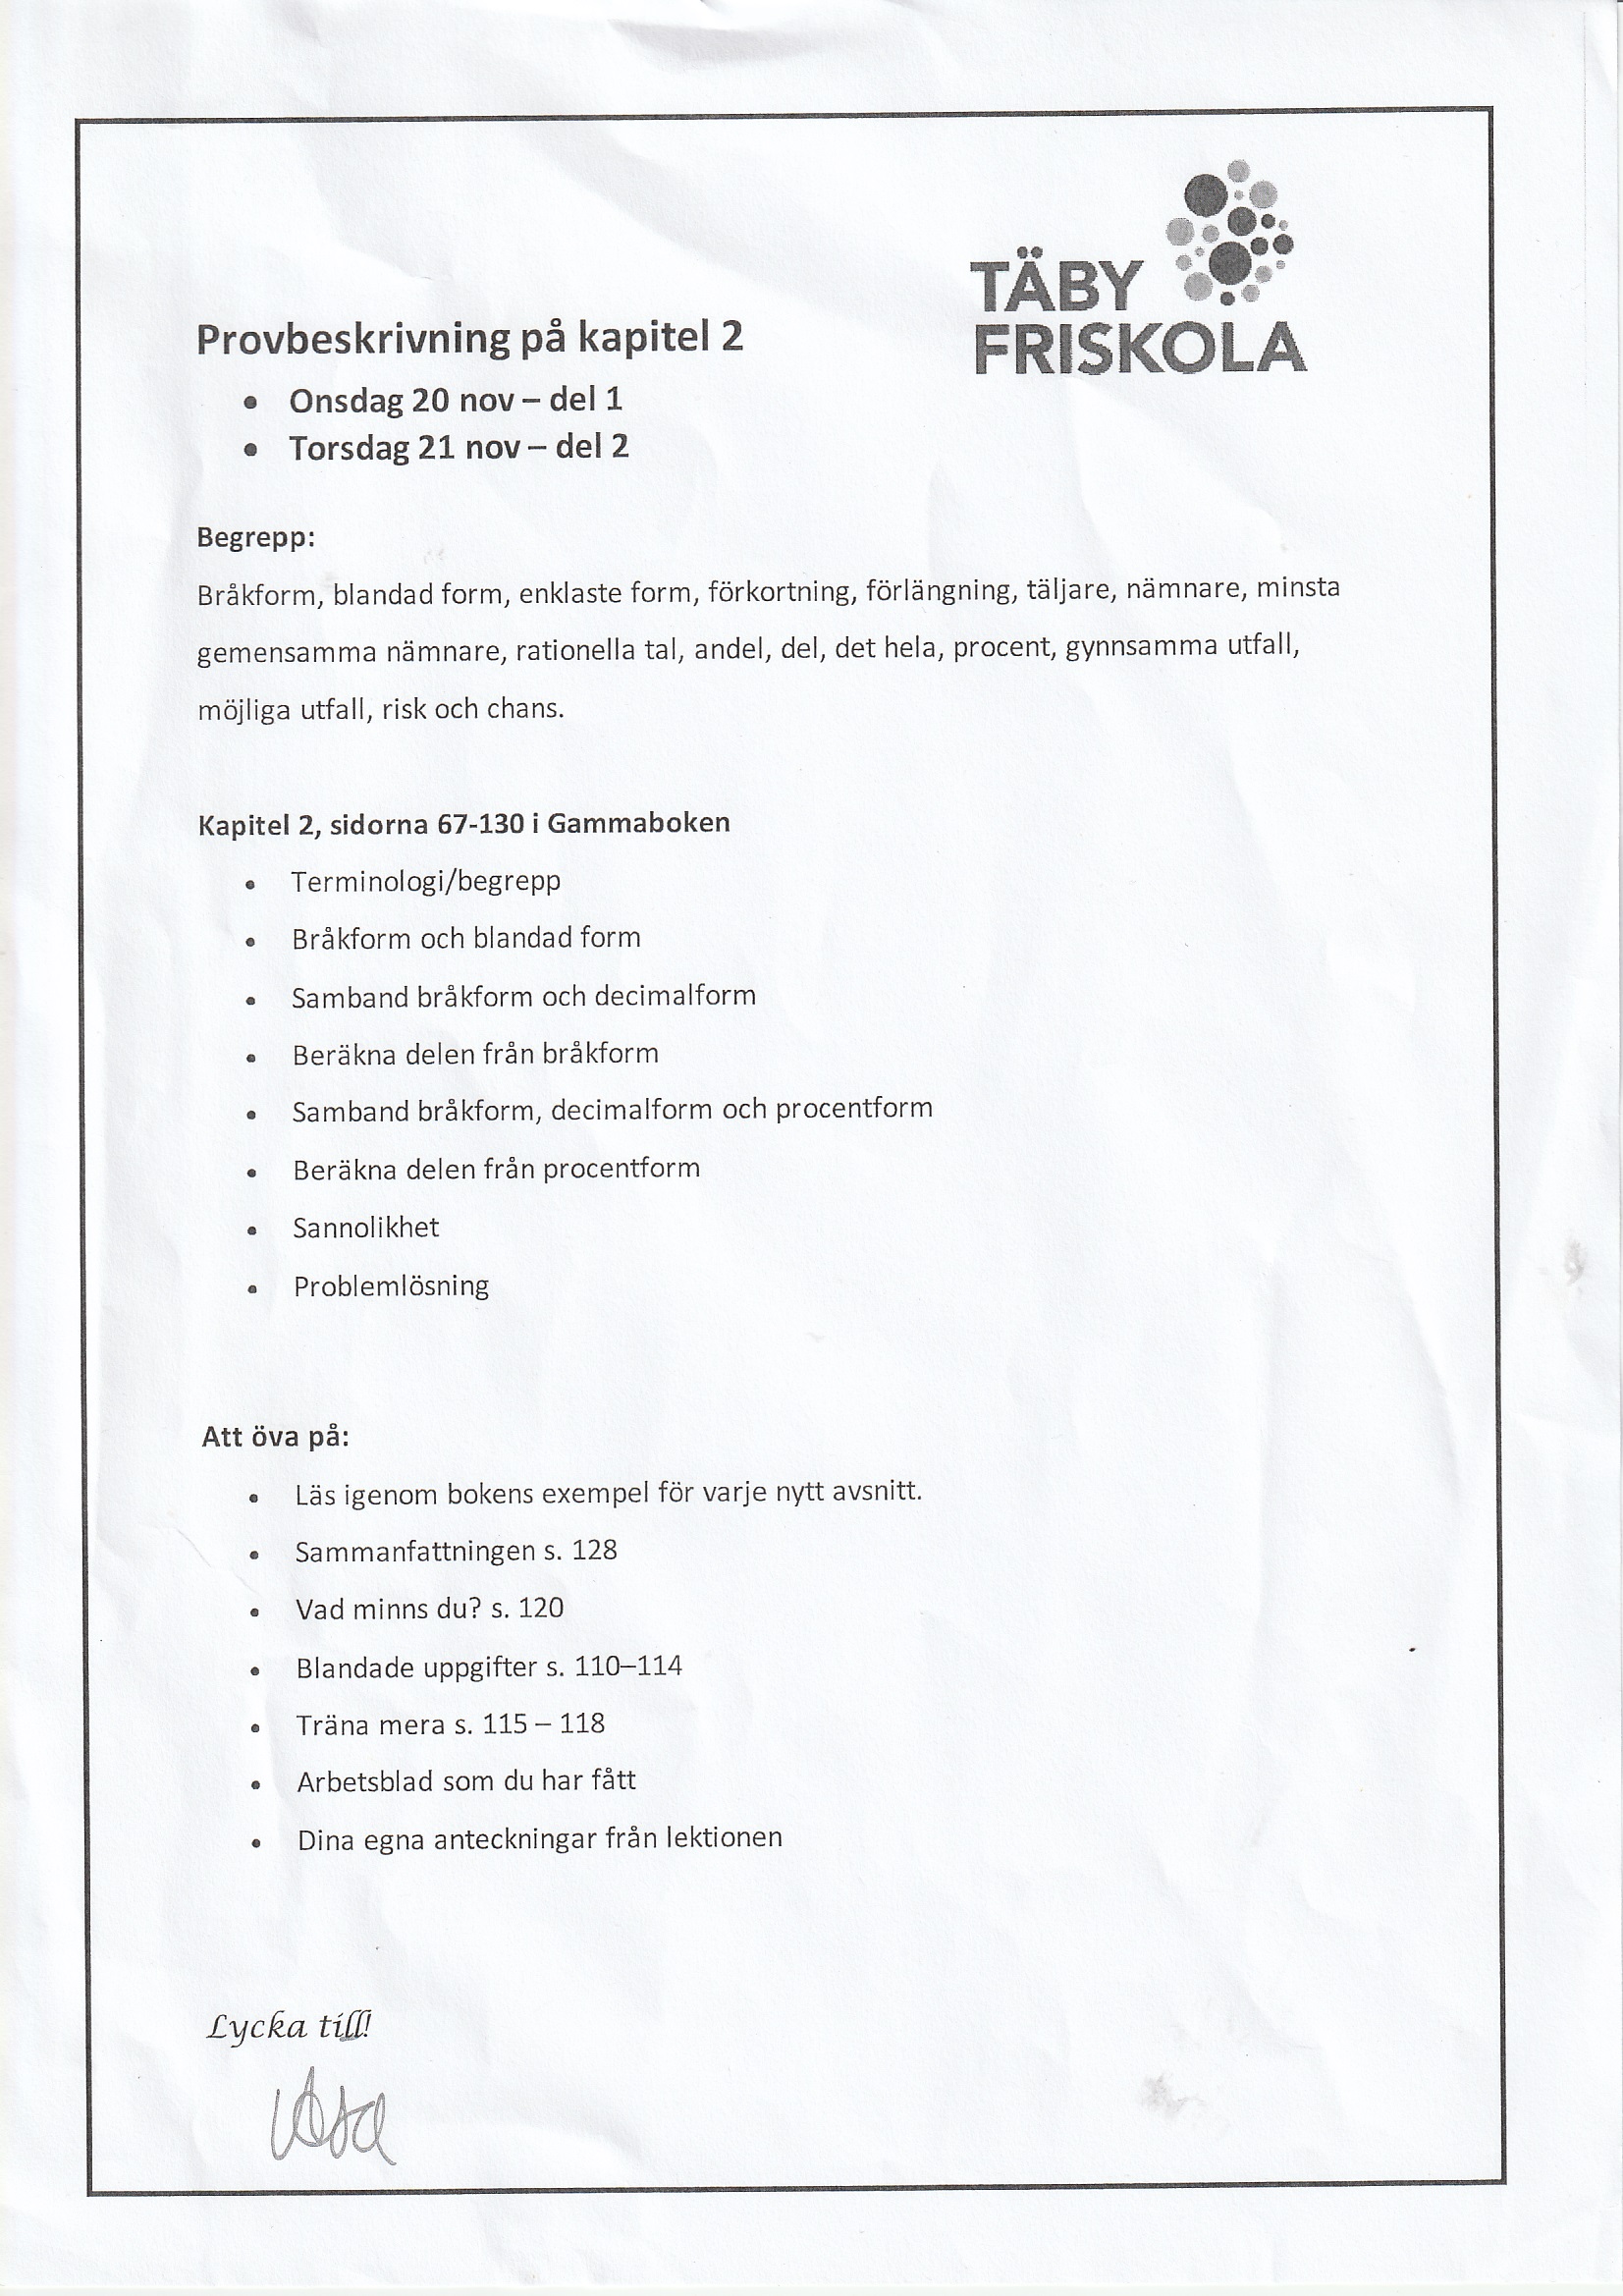 TÄBY
FRISKOLA
Provbeskrivning på kapitel 2
• Onsdag 20 nov – del 1
• Torsdag 21 nov – del 2
Begrepp:
Bråkform, blandad form, enklaste form, förkortning, förlängning, täljare, nämnare, minsta
gemensamma nämnare, rationella tal, andel, del, det hela, procent, gynnsamma utfall,
möjliga utfall, risk och chans.
Kapitel 2, sidorna 67-130 i Gammaboken
• Terminologi/begrepp
• Bråkform och blandad form
• Samband bråkform och decimalform
• Beräkna delen från bråkform
• Samband bråkform, decimalform och procentform
• Beräkna delen från procentform
• Sannolikhet
• Problemlösning
Att öva på:
• Läs igenom bokens exempel för varje nytt avsnitt.
• Sammanfattningen s. 128
• Vad minns du? s. 120
• Blandade uppgifter s. 110–114
• Träna mera s. 115 – 118
• Arbetsblad som du har fått
• Dina egna anteckningar från lektionen
Lycka till!